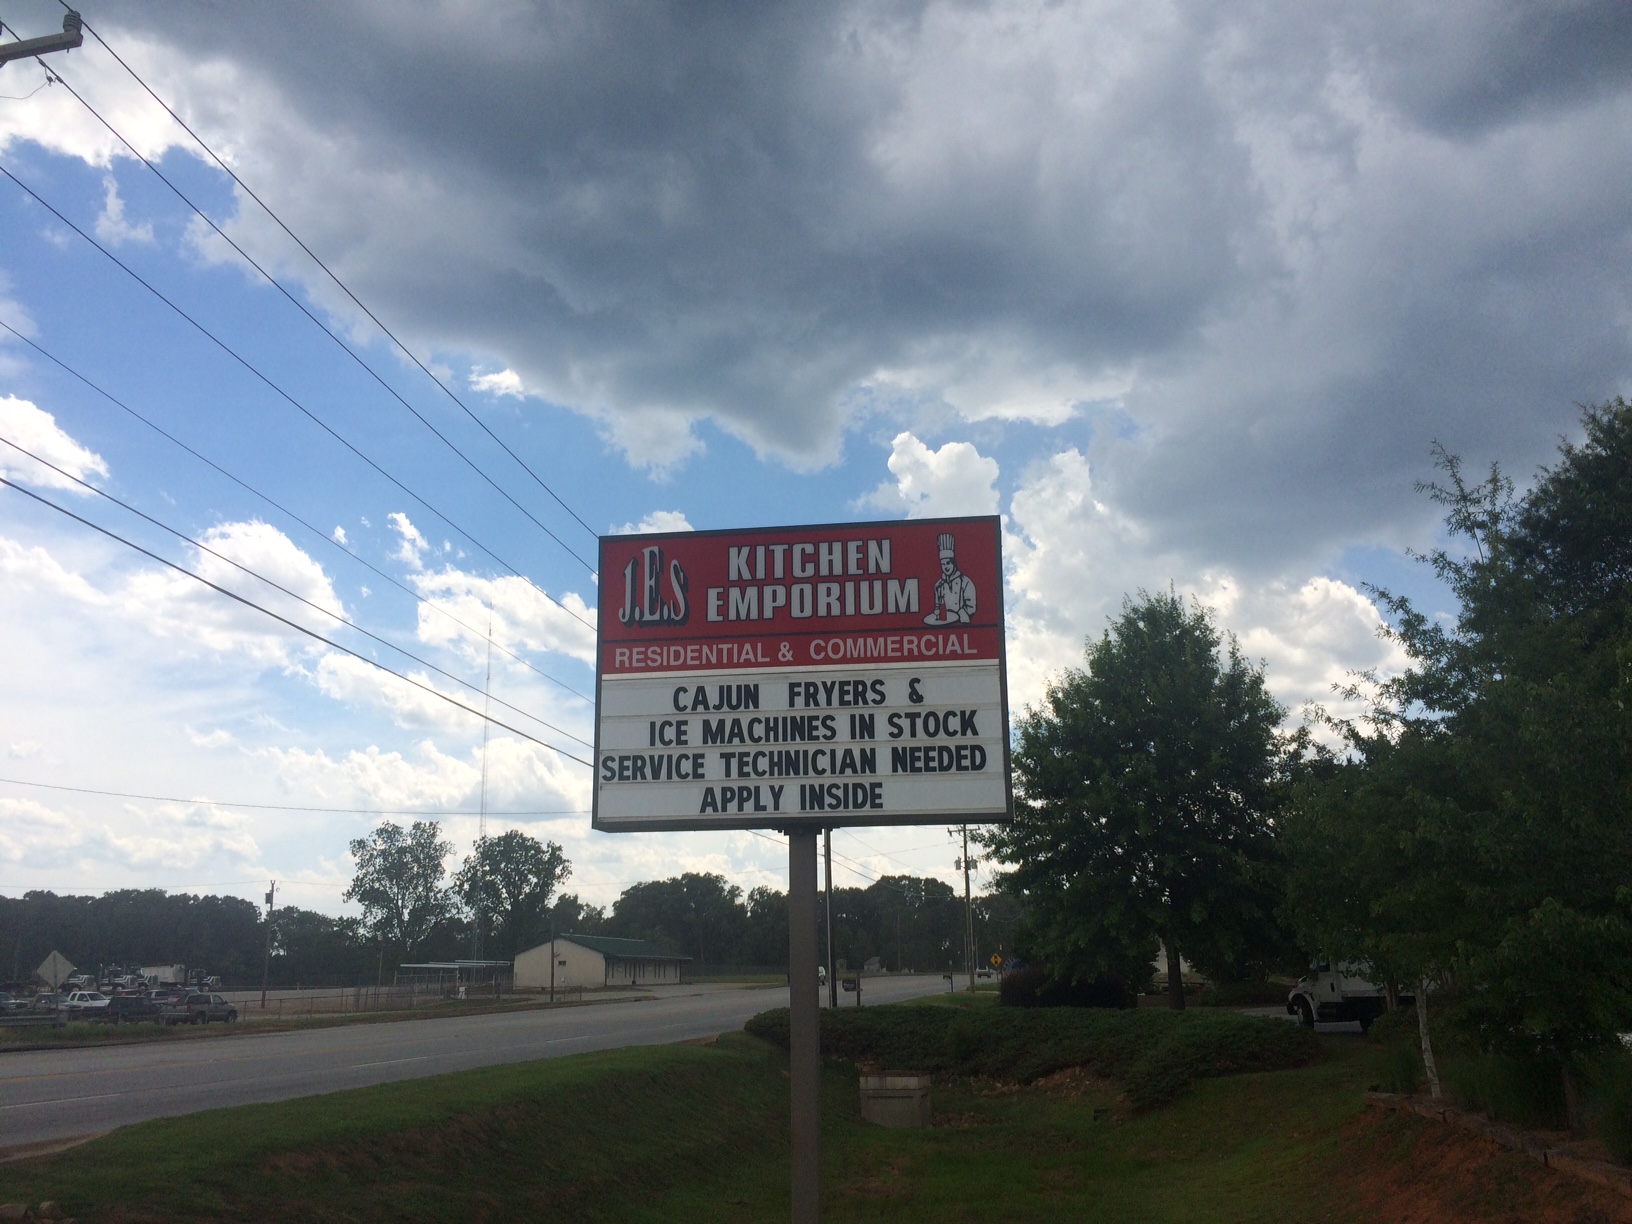 J.E.S
KITCHEN
EMPORIUM
RESIDENTIAL & COMMERCIAL
CAJUN FRYERS &
ICE MACHINES IN STOCK
SERVICE TECHNICIAN NEEDED
APPLY INSIDE